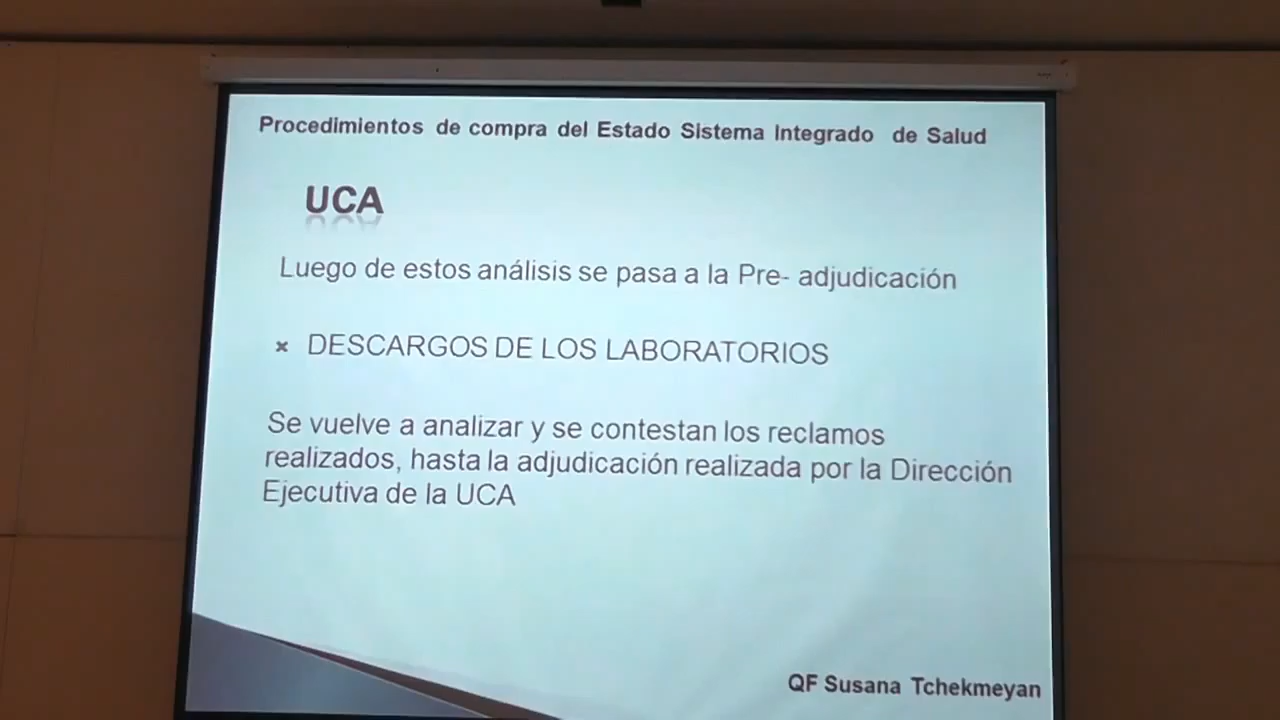 Procedimientos de compra del Estado Sistema Integrado de Salud
UCA
Luego de estos análisis se pasa a la Pre- adjudicación
× DESCARGOS DE LOS LABORATORIOS
Se vuelve a analizar y se contestan los reclamos
realizados, hasta la adjudicación realizada por la Dirección
Ejecutiva de la UCA
QF Susana Tchekmeyan